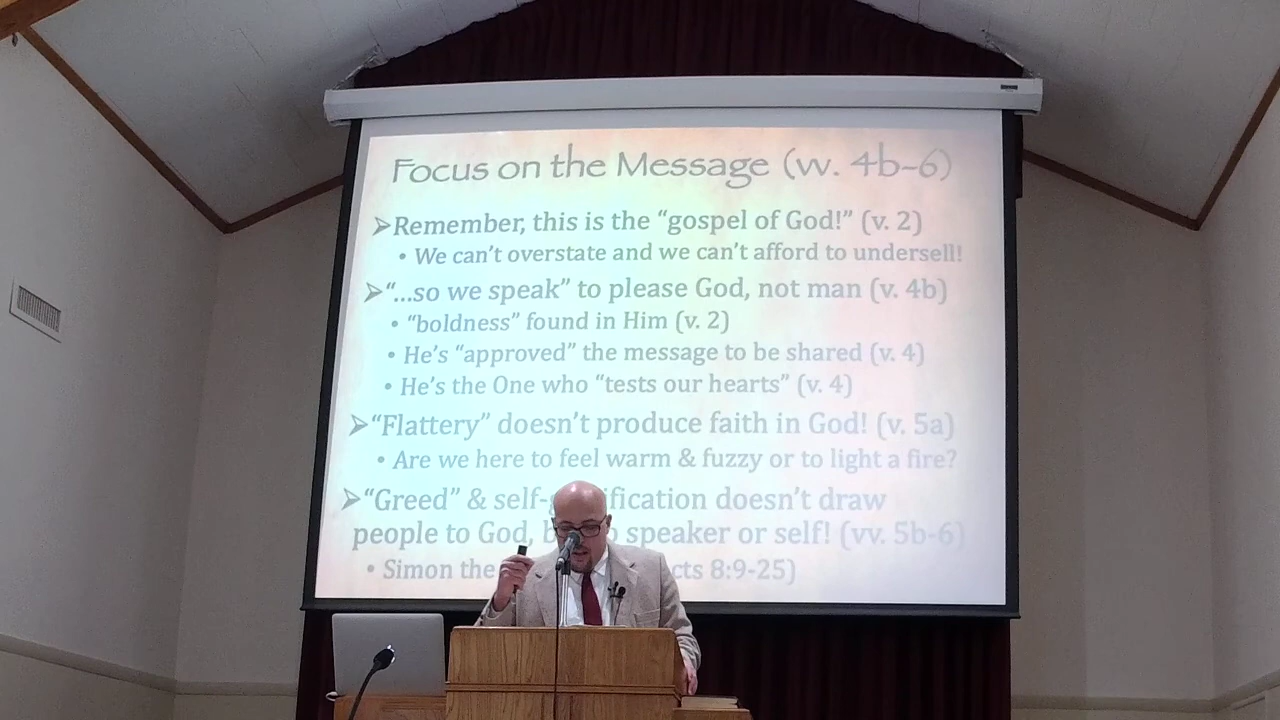 Focus on the Message (vv. 4b-6)
➢Remember, this is the “gospel of God!” (v. 2)
• We can’t overstate and we can’t afford to undersell!
➢“...so we speak” to please God, not man (v. 4b)
• “boldness” found in Him (v. 2)
• He’s “approved” the message to be shared (v. 4)
• He’s the One who “tests our hearts” (v. 4)
➢“Flattery” doesn’t produce faith in God! (v. 5a)
• Are we here to feel warm & fuzzy or to light a fire?
➢“Greed” & self- doesn’t draw
people to God, speaker or self! (vv. 5b-6)
• Simon the 8:9-25)